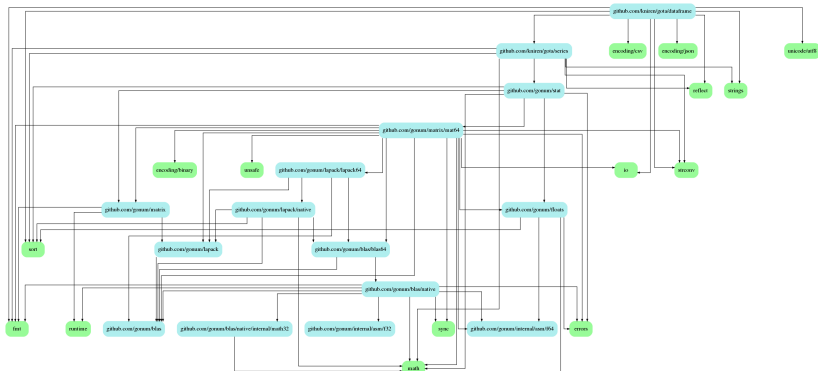 github.com/kniren/gota/dataframe
github.com/kniren/gota/series
encoding/csv
encoding/json
unicode/utf8
github.com/gonum/stat
reflect
strings
github.com/gonum/matrix/mat64
encoding/binary
unsafe
github.com/gonum/lapack/lapack64
io
strconv
github.com/gonum/matrix
github.com/gonum/lapack/native
github.com/gonum/floats
sort
github.com/gonum/lapack
github.com/gonum/blas/blas64
github.com/gonum/blas/native
fmt
runtime
github.com/gonum/blas
github.com/gonum/blas/native/internal/math32
github.com/gonum/internal/asm/f32
sync
github.com/gonum/internal/asm/f64
errors
math